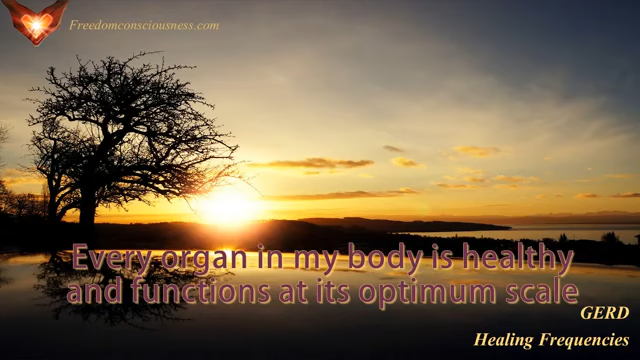 Freedomconsciousness.com
Every organ in my body is healthy
and functions at its optimum scale
GERD
Healing Frequencies